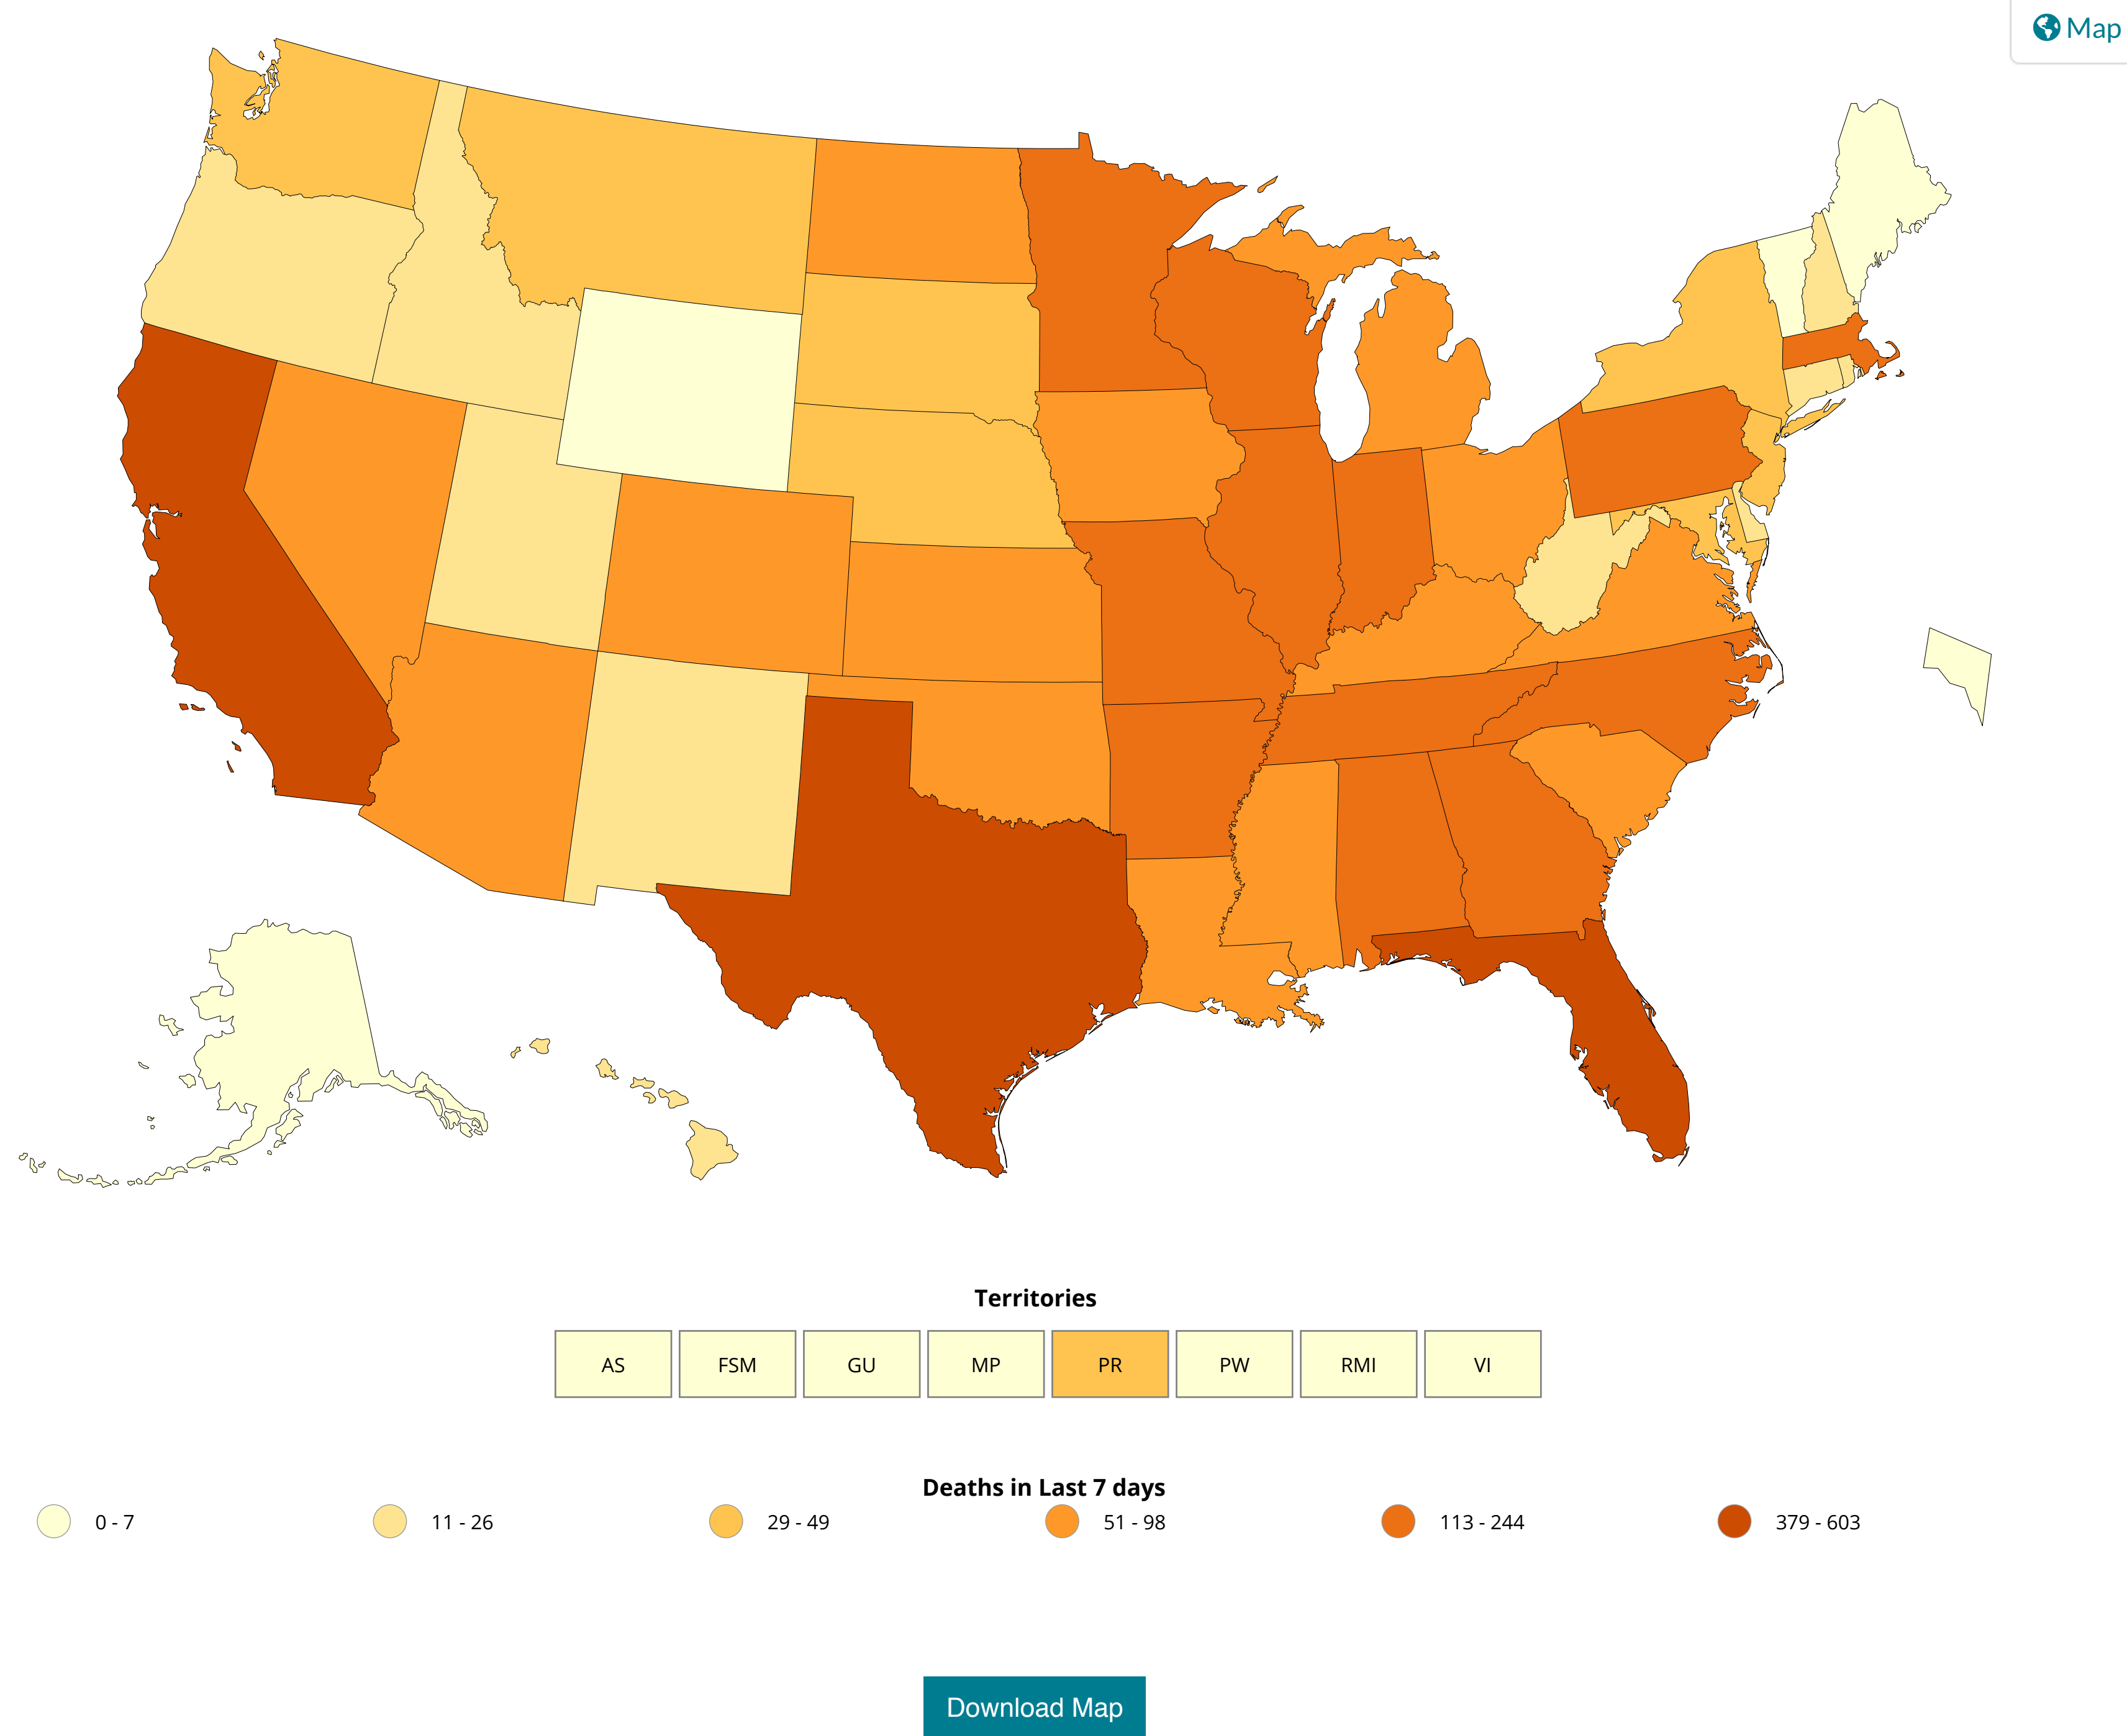 Map
Territories
AS FSM GU MP PR PW RMI VI
Deaths in Last 7 days
0 - 7 11 - 26 29 - 49 51 - 98 113 - 244 379 - 603
Download Map